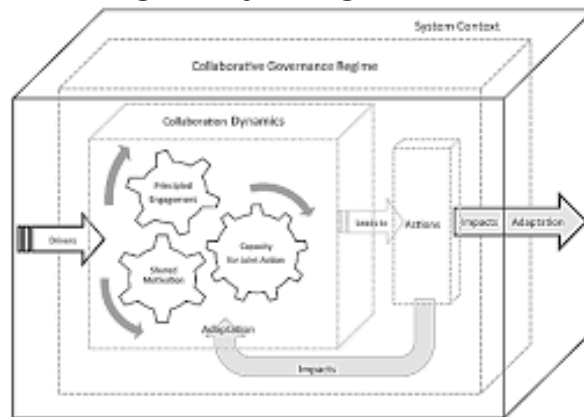 System Context
Collaborative Governance Regime
Collaboration Dynamics
Principled
Engagement
Drivers
Shared
Motivation
Capacity
for Joint Action
Leads to
Actions
Impacts
Adaptation
Adaptation
Impacts